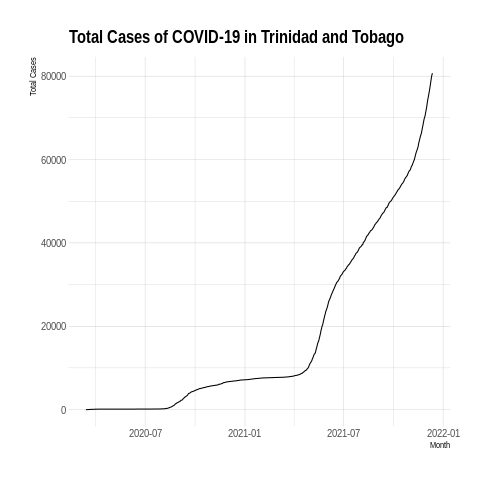 Total Cases of COVID-19 in Trinidad and Tobago
Total Cases
80000
60000
40000
20000
0
2020-07 2021-01 2021-07 2022-01
Month